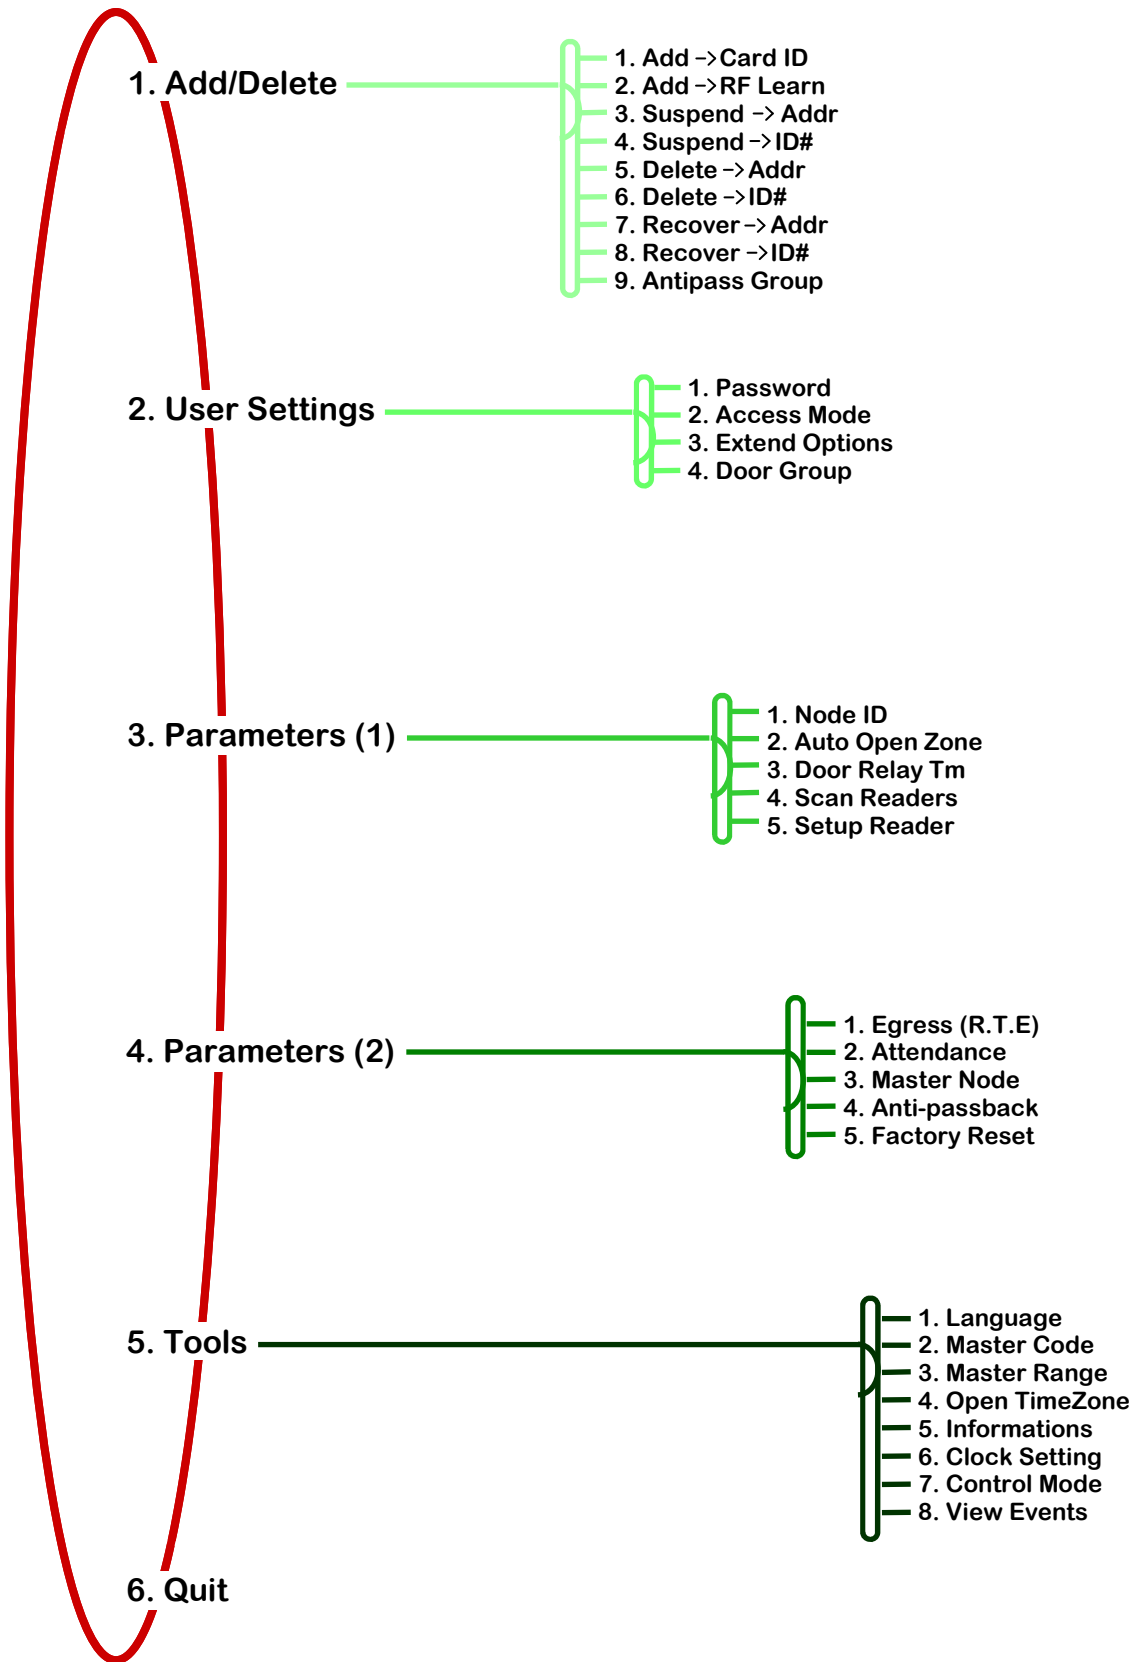 1. Add/Delete
1. Add ->Card ID
2. Add ->RF Learn
3. Suspend -> Addr
4. Suspend ->ID#
5. Delete ->Addr
6. Delete ->ID#
7. Recover -> Addr
8. Recover ->ID#
9. Antipass Group
2. User Settings
1. Password
2. Access Mode
3. Extend Options
4. Door Group
3. Parameters (1)
1. Node ID
2. Auto Open Zone
3. Door Relay Tm
4. Scan Readers
5. Setup Reader
4. Parameters (2)
1. Egress (R.T.E)
2. Attendance
3. Master Node
4. Anti-passback
5. Factory Reset
5. Tools
1. Language
2. Master Code
3. Master Range
4. Open TimeZone
5. Informations
6. Clock Setting
7. Control Mode
8. View Events
6. Quit